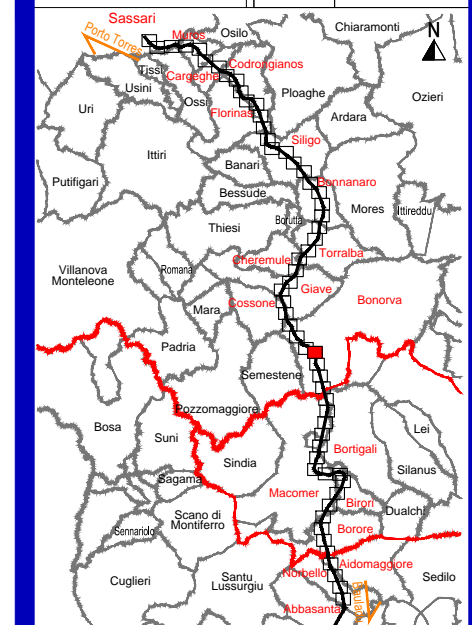 Sassari
Porto Torres
Muros
Osilo
Chiaramonti
N
Tissi
Cargeghe
Codrongianos
Usini
Ossi
Ploaghe
Ozieri
Uri
Florinas
Ardara
Ittiri
Siligo
Banari
Putifigari
Bessude
Bonnanaro
Mores
Ittireddu
Thiesi
Borutta
Cheremule
Torralba
Villanova
Monteleone
Romana
Giave
Cossone
Bonorva
Mara
Padria
Semestene
Pozzomaggiore
Bosa
Suni
Lei
Sindia
Bortigali
Silanus
Sagama
Macomer
Birori
Dualchi
Scano di
Montiferro
Sennariolo
Borore
Aidomaggiore
Norbello
Cuglieri
Santu
Lussurgiu
Sedilo
Abbasanta